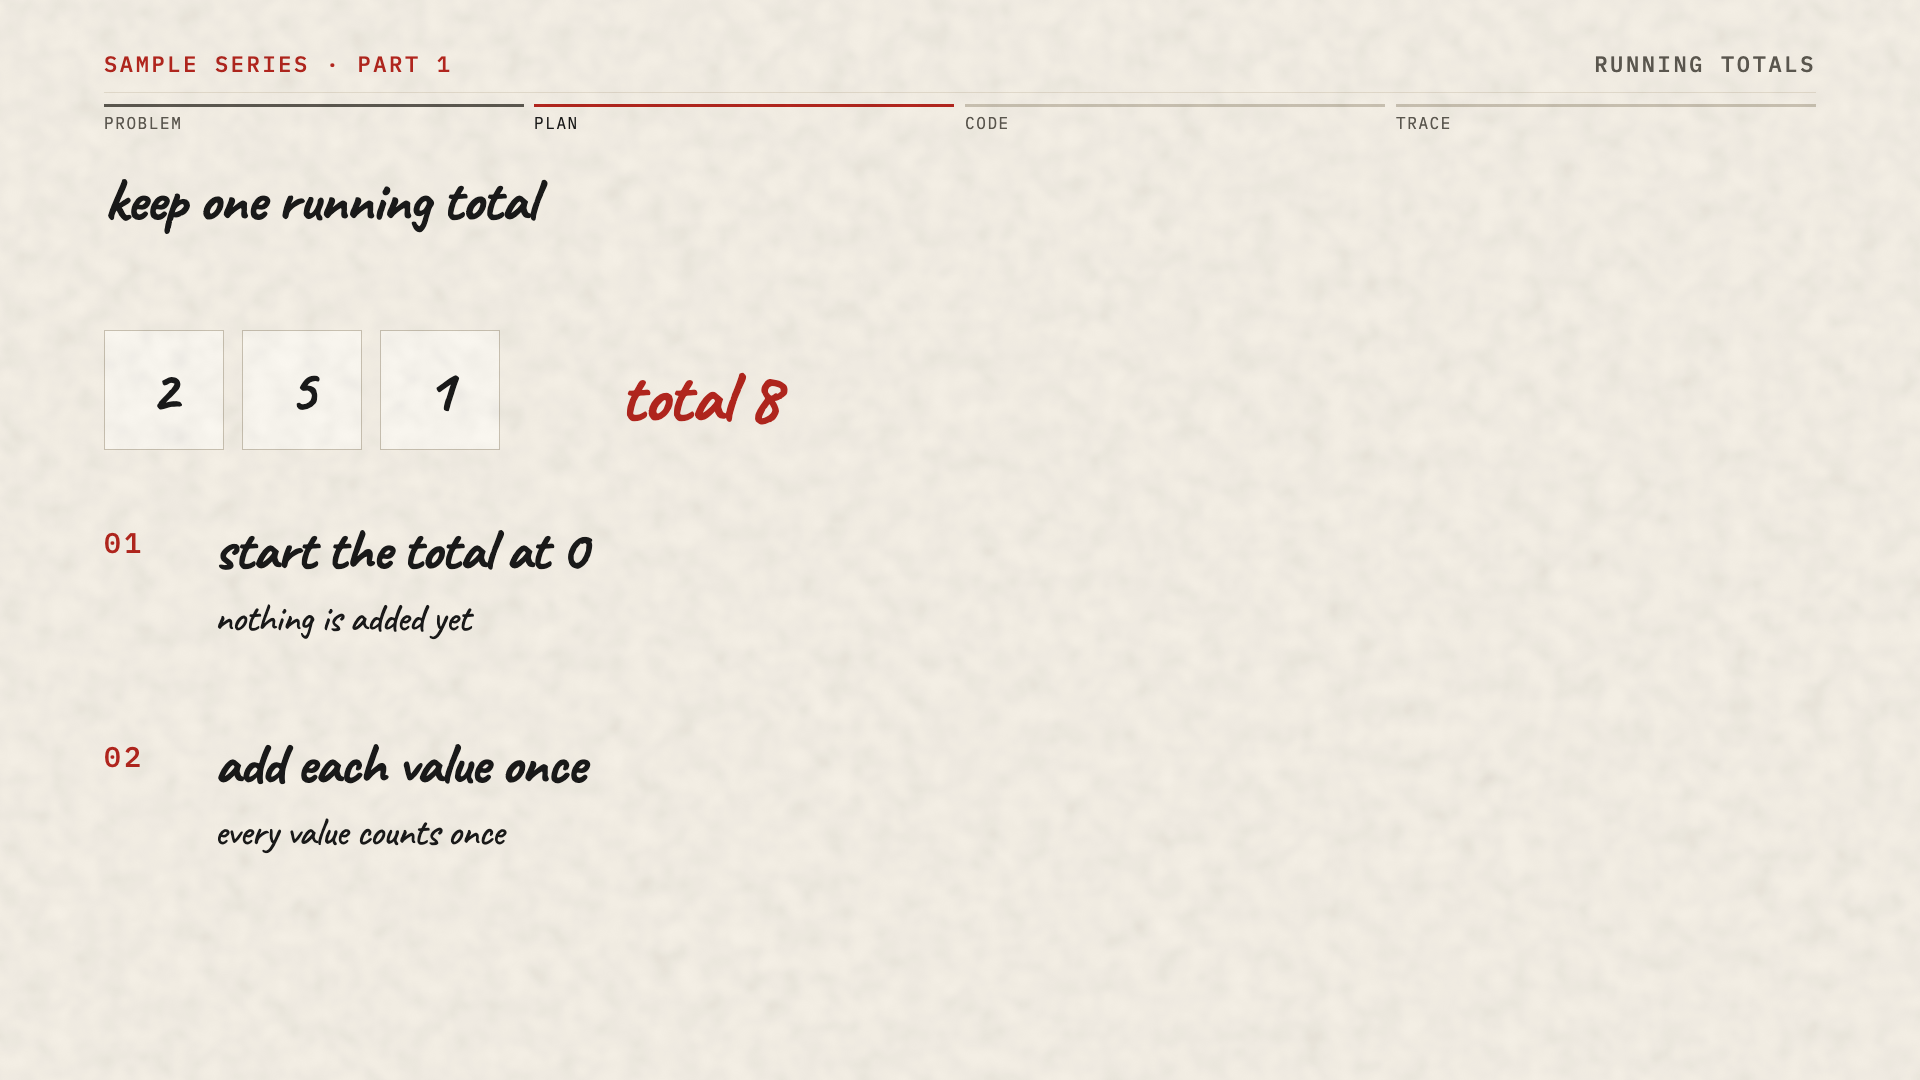 SAMPLE SERIES · PART 1
RUNNING TOTALS
PROBLEM
PLAN
CODE
TRACE
keep one running total
2 5 1
total 8
01
start the total at 0
nothing is added yet
02
add each value once
every value counts once